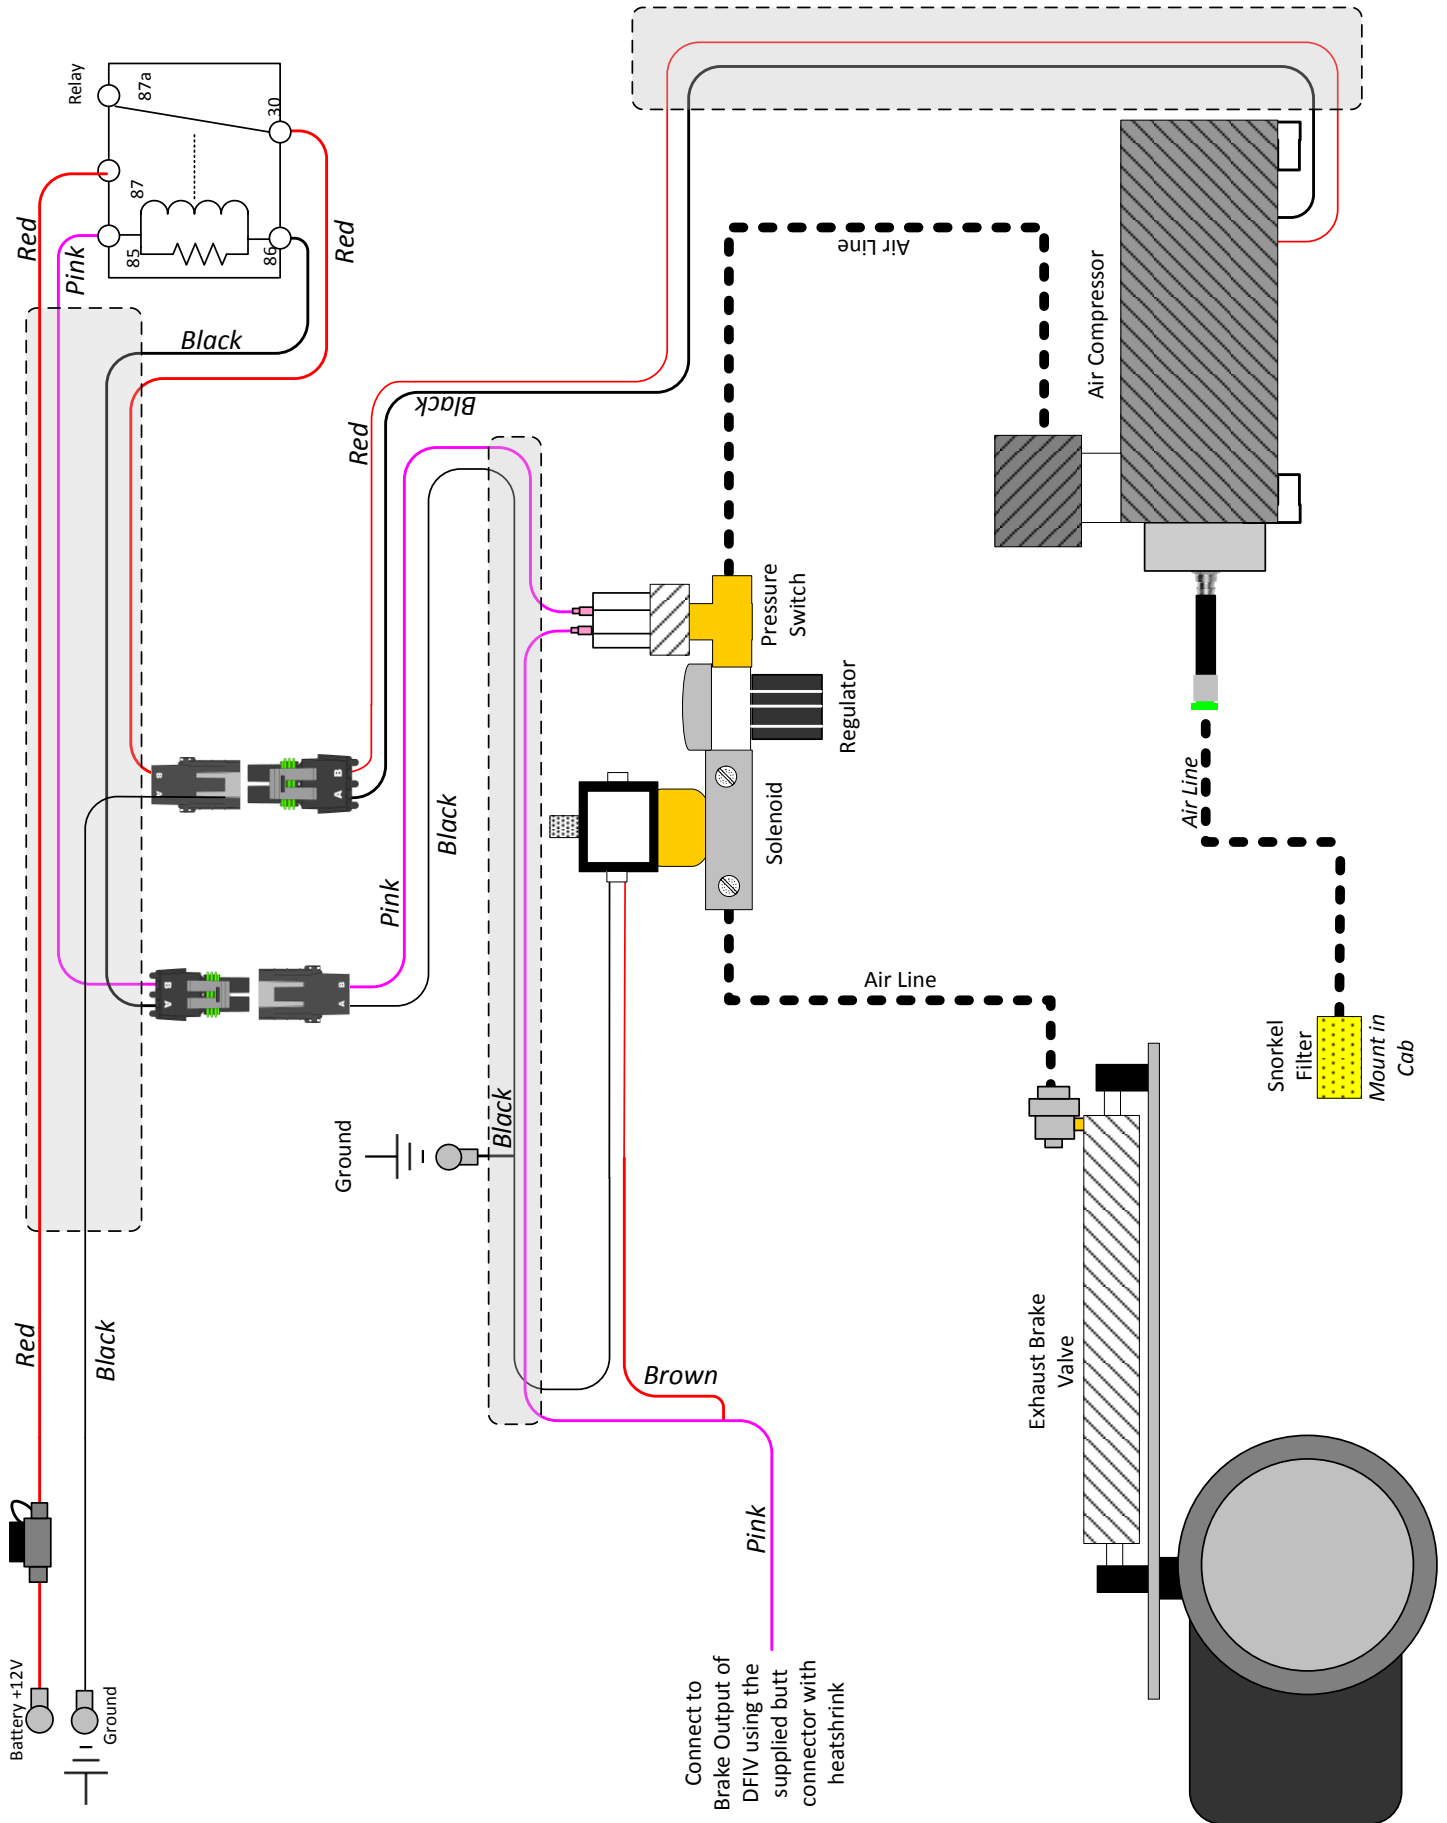 Relay
87a
30
87
85
86
Red
Pink
Red
Black
Red
Black
Air Line
Air Compressor
Pressure
Switch
Regulator
Solenoid
B
A
A
B
B
A
A
B
Pink
Black
Air Line
Air Line
Ground
Black
Snorkel
Filter
Mount in
Cab
Red
Black
Brown
Exhaust Brake
Valve
Pink
Battery +12V
Ground
Connect to
Brake Output of
DFIV using the
supplied butt
connector with
heatshrink